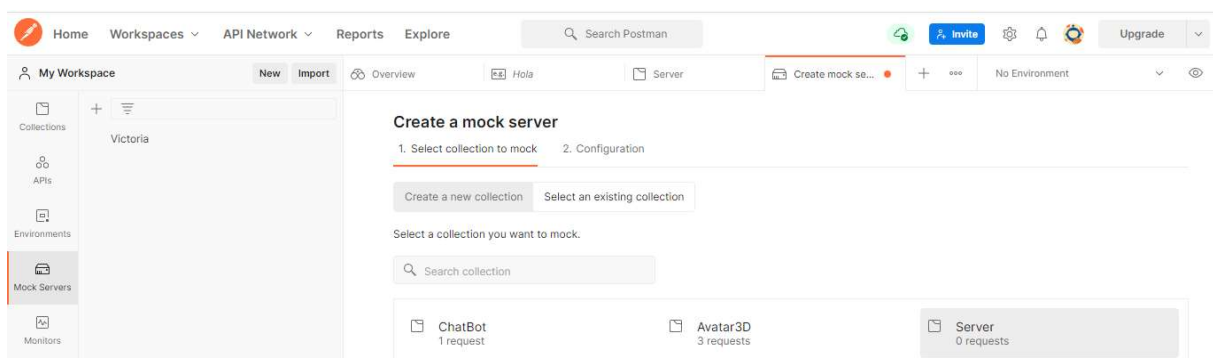 Home Workspaces API Network Reports Explore Search Postman Invite Upgrade
My Workspace New Import Overview e.g. Hola Server Create mock se... No Environment
Collections
Victoria
APIs
Environments
Mock Servers
Monitors
Create a mock server
1. Select collection to mock 2. Configuration
Create a new collection Select an existing collection
Select a collection you want to mock.
Search collection
ChatBot Avatar3D Server
1 request 3 requests 0 requests